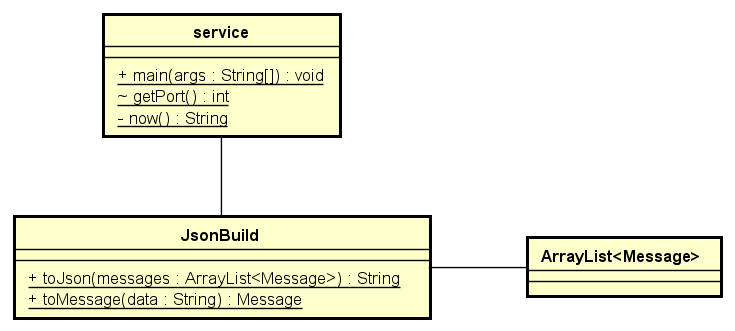 service
+ main(args : String[]) : void
~ getPort() : int
- now() : String
JsonBuild
+ toJson(messages : ArrayList<Message>) : String
+ toMessage(data : String) : Message
ArrayList<Message>